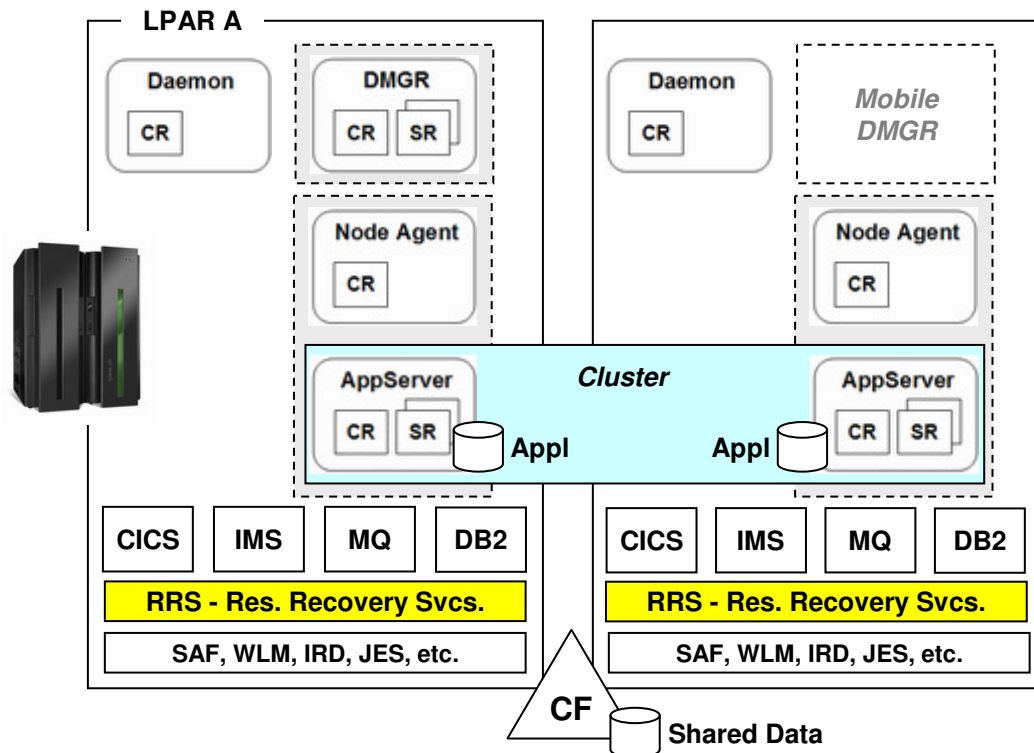 LPAR A
Daemon
CR
DMGR
CR SR
Node Agent
CR
AppServer
CR SR
Appl
Cluster
CICS IMS MQ DB2
RRS - Res. Recovery Svcs.
SAF, WLM, IRD, JES, etc.
Daemon
CR
Mobile
DMGR
Node Agent
CR
AppServer
CR SR
Appl
CICS IMS MQ DB2
RRS - Res. Recovery Svcs.
SAF, WLM, IRD, JES, etc.
CF
Shared Data